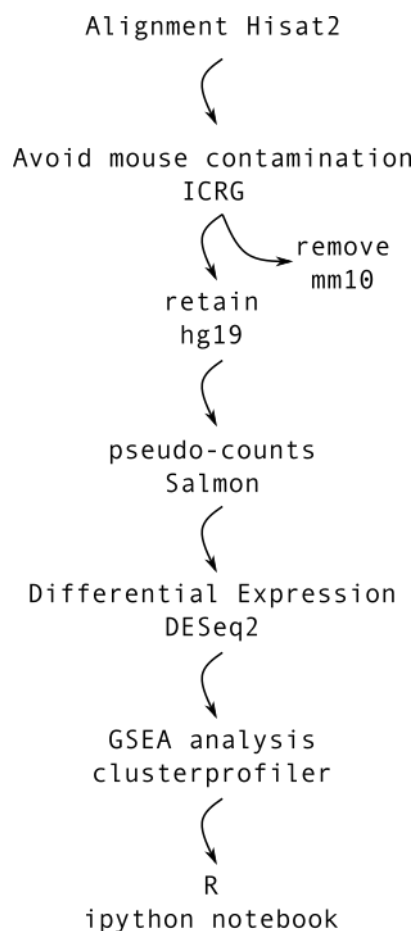 Alignment Hisat2
Avoid mouse contamination
ICRG
remove
mm10
retain
hg19
pseudo-counts
Salmon
Differential Expression
DESeq2
GSEA analysis
clusterprofiler
R
ipython notebook